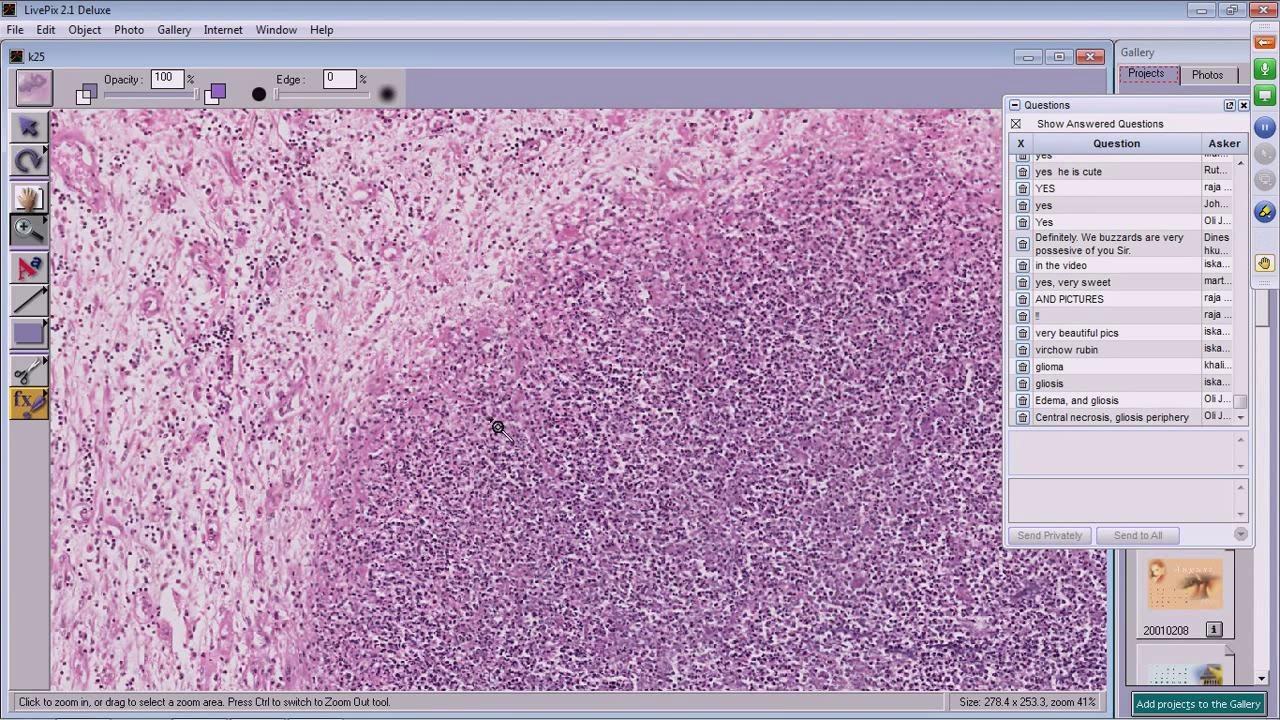 LivePix 2.1 Deluxe
File Edit Object Photo Gallery Internet Window Help
k25
Opacity : 100 % Edge : 0 %
Gallery
Projects Photos
Questions
Show Answered Questions
X Question Asker
yes
yes he is cute Rut...
YES raja ...
yes Joh...
Yes Oli J...
Definitely. We buzzards are very Dines
possesive of you Sir. hku...
in the video iska...
yes, very sweet mart...
AND PICTURES raja ...
!! raja ...
very beautiful pics iska...
virchow rubin iska...
glioma khali...
gliosis iska...
Edema, and gliosis Oli J...
Central necrosis, gliosis periphery Oli J...
Send Privately Send to All
August
20010208
Click to zoom in, or drag to select a zoom area. Press Ctrl to switch to Zoom Out tool. Size: 278.4 x 253.3, zoom 41%
Add projects to the Gallery